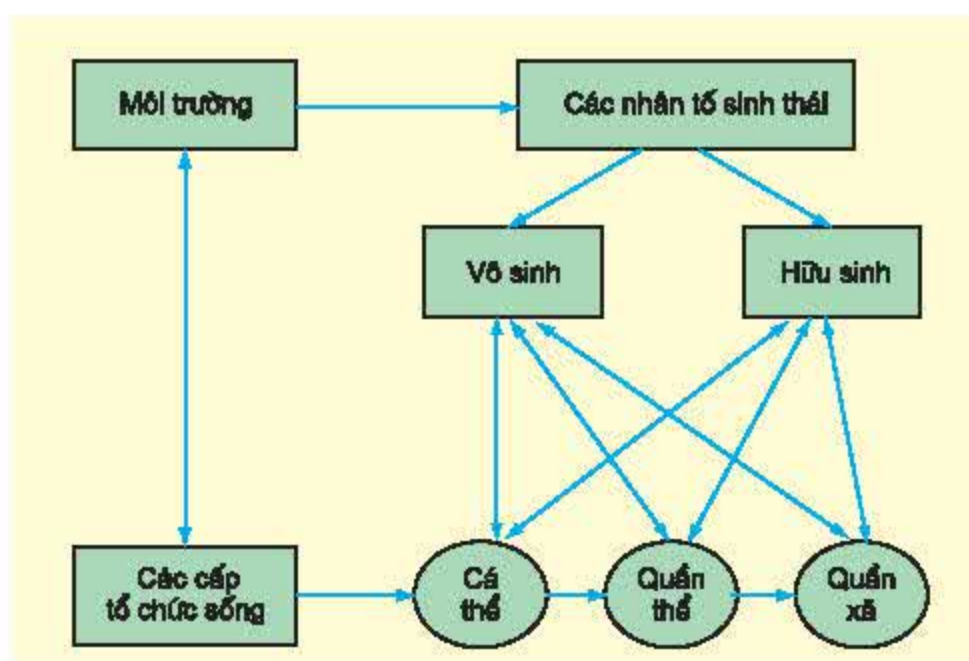 Môi trường
Các nhân tố sinh thái
Vô sinh
Hữu sinh
Các cấp
tổ chức sống
Cá
thể
Quần
thể
Quần
xã